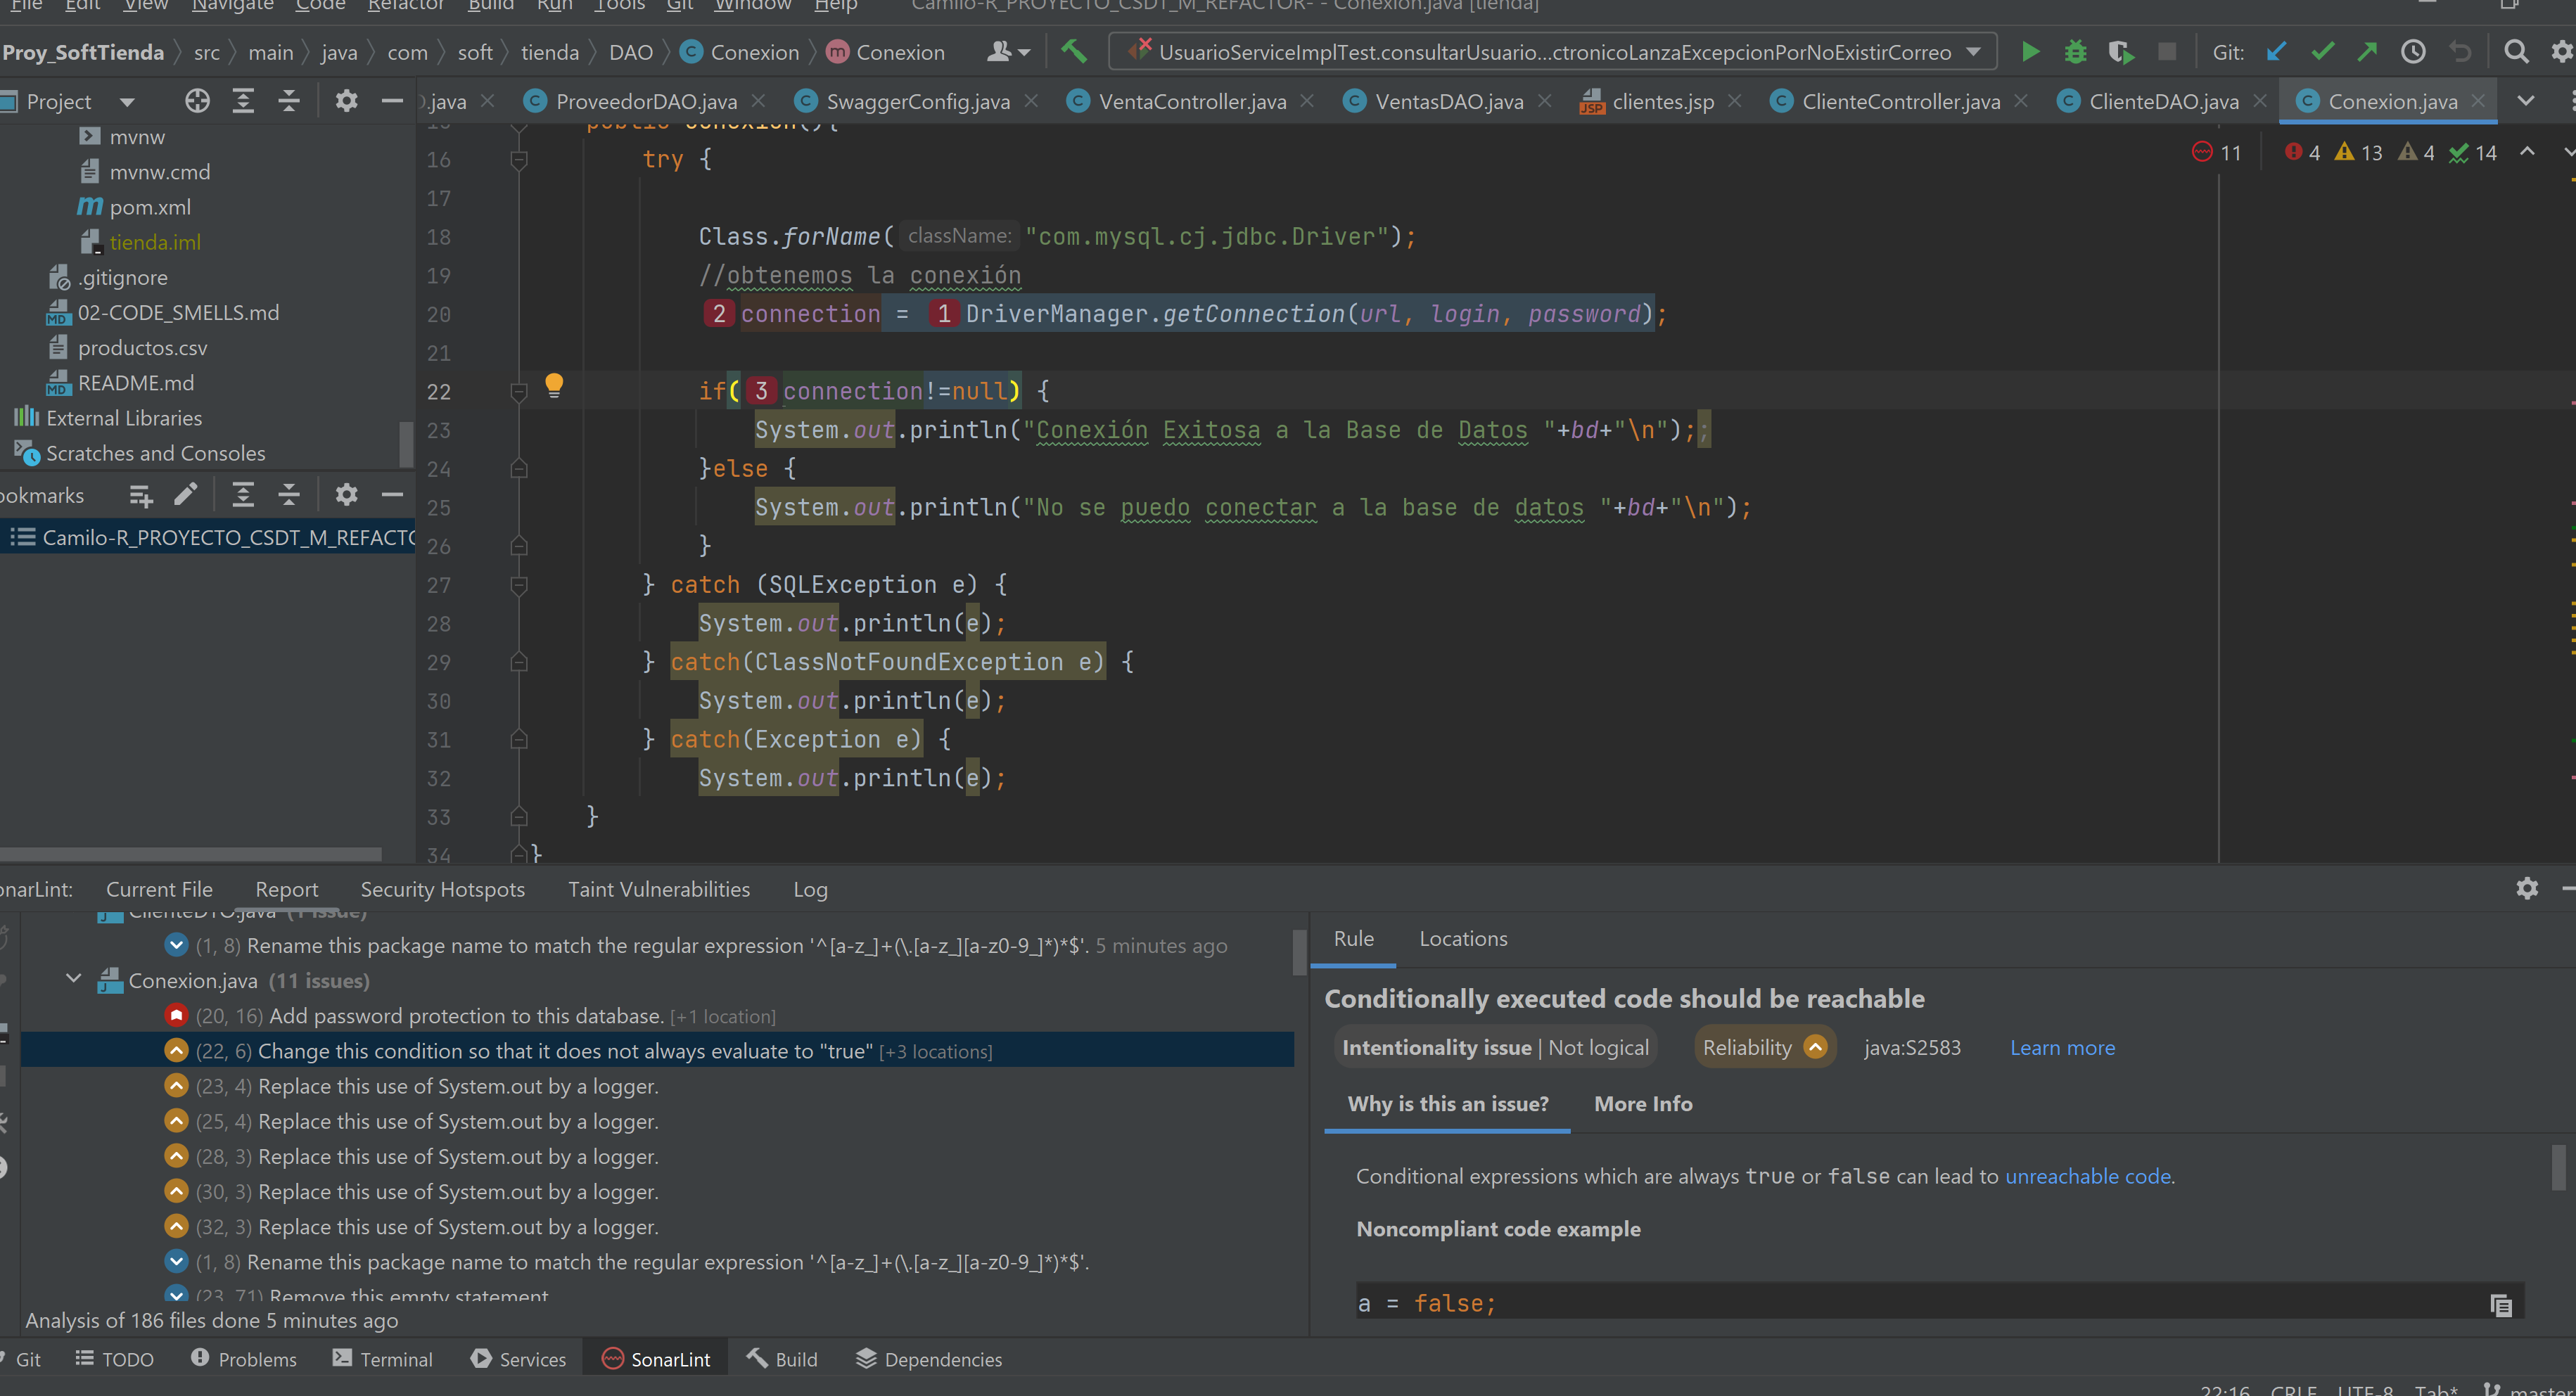 File Edit View Navigate Code Refactor Build Run Tools Git Window Help Camilo-R_PROYECTO_CSDT_M_REFACTOR- - Conexion.java [tienda]
Proy_SoftTienda src main java com soft tienda DAO Conexion Conexion UsuarioServiceImplTest.consultarUsuario...ctronicoLanzaExcepcionPorNoExistirCorreo Git:
Project
.java ProveedorDAO.java SwaggerConfig.java VentaController.java VentasDAO.java clientes.jsp ClienteController.java ClienteDAO.java Conexion.java
mvnw
mvnw.cmd
pom.xml
tienda.iml
.gitignore
02-CODE_SMELLS.md
productos.csv
README.md
External Libraries
Scratches and Consoles
ookmarks
Camilo-R_PROYECTO_CSDT_M_REFACTO
11 4 13 4 14
15 public Conexion(){
16 try {
17
18 Class.forName( className: "com.mysql.cj.jdbc.Driver");
19 //obtenemos la conexión
20 2 connection = 1 DriverManager.getConnection(url, login, password);
21
22 if( 3 connection!=null) {
23 System.out.println("Conexión Exitosa a la Base de Datos "+bd+"\n");;
24 }else {
25 System.out.println("No se puedo conectar a la base de datos "+bd+"\n");
26 }
27 } catch (SQLException e) {
28 System.out.println(e);
29 } catch(ClassNotFoundException e) {
30 System.out.println(e);
31 } catch(Exception e) {
32 System.out.println(e);
33 }
34 }
onarLint: Current File Report Security Hotspots Taint Vulnerabilities Log
ClienteDTO.java (1 issue)
(1, 8) Rename this package name to match the regular expression '^[a-z_]+(\.[a-z_][a-z0-9_]*)*$'. 5 minutes ago
Conexion.java (11 issues)
(20, 16) Add password protection to this database. [+1 location]
(22, 6) Change this condition so that it does not always evaluate to "true" [+3 locations]
(23, 4) Replace this use of System.out by a logger.
(25, 4) Replace this use of System.out by a logger.
(28, 3) Replace this use of System.out by a logger.
(30, 3) Replace this use of System.out by a logger.
(32, 3) Replace this use of System.out by a logger.
(1, 8) Rename this package name to match the regular expression '^[a-z_]+(\.[a-z_][a-z0-9_]*)*$'.
(23, 71) Remove this empty statement
Analysis of 186 files done 5 minutes ago
Rule Locations
Conditionally executed code should be reachable
Intentionality issue | Not logical Reliability java:S2583 Learn more
Why is this an issue? More Info
Conditional expressions which are always true or false can lead to unreachable code.
Noncompliant code example
a = false;
Git TODO Problems Terminal Services SonarLint Build Dependencies
22:16 CRLF UTF-8 Tab* master